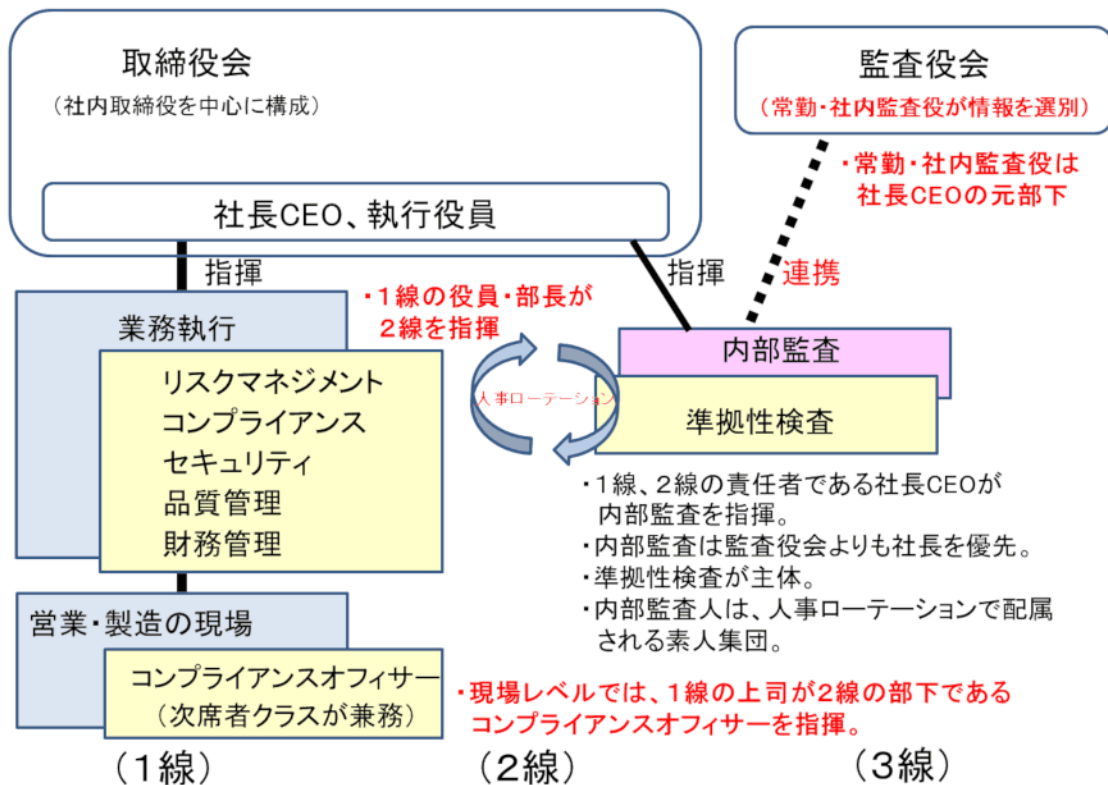 取締役会
（社内取締役を中心に構成）
社長CEO、執行役員
監査役会
（常勤・社内監査役が情報を選別）
・常勤・社内監査役は
社長CEOの元部下
指揮
指揮
連携
・１線の役員・部長が
２線を指揮
業務執行
リスクマネジメント
コンプライアンス
セキュリティ
品質管理
財務管理
人事ローテーション
内部監査
準拠性検査
・１線、２線の責任者である社長CEOが
内部監査を指揮。
・内部監査は監査役会よりも社長を優先。
・準拠性検査が主体。
・内部監査人は、人事ローテーションで配属
される素人集団。
営業・製造の現場
コンプライアンスオフィサー
（次席者クラスが兼務）
・現場レベルでは、１線の上司が２線の部下である
コンプライアンスオフィサーを指揮。
（１線）
（２線）
（３線）